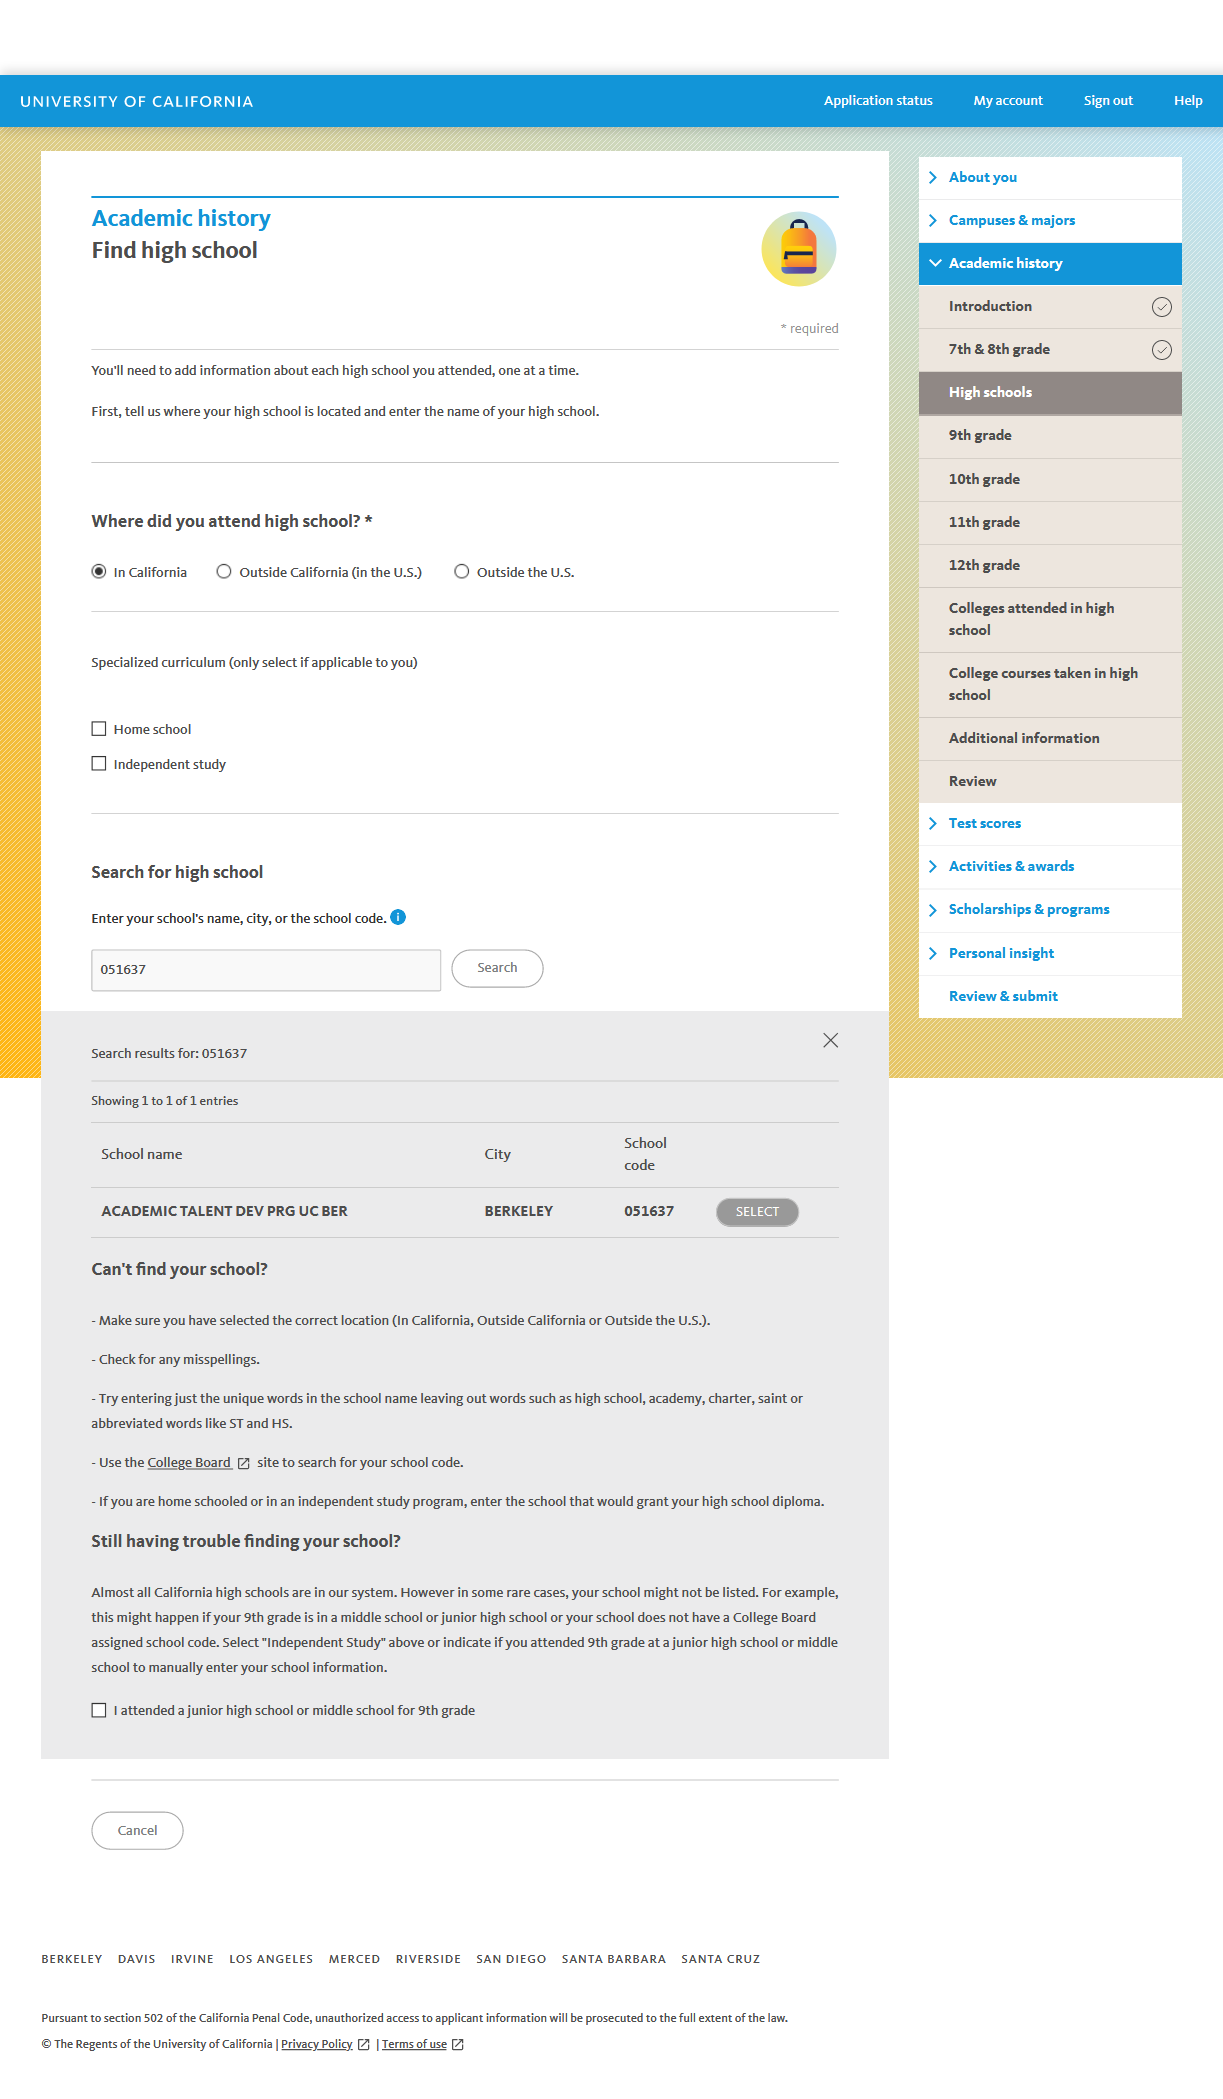 UNIVERSITY OF CALIFORNIA
Application status
My account
Sign out
Help
Academic history
Find high school
* required
You'll need to add information about each high school you attended, one at a time.
First, tell us where your high school is located and enter the name of your high school.
Where did you attend high school? *
In California
Outside California (in the U.S.)
Outside the U.S.
Specialized curriculum (only select if applicable to you)
Home school
Independent study
Search for high school
Enter your school's name, city, or the school code.
051637
Search
Search results for: 051637
Showing 1 to 1 of 1 entries
School name
City
School
code
ACADEMIC TALENT DEV PRG UC BER
BERKELEY
051637
SELECT
Can't find your school?
- Make sure you have selected the correct location (In California, Outside California or Outside the U.S.).
- Check for any misspellings.
- Try entering just the unique words in the school name leaving out words such as high school, academy, charter, saint or
abbreviated words like ST and HS.
- Use the College Board site to search for your school code.
- If you are home schooled or in an independent study program, enter the school that would grant your high school diploma.
Still having trouble finding your school?
Almost all California high schools are in our system. However in some rare cases, your school might not be listed. For example,
this might happen if your 9th grade is in a middle school or junior high school or your school does not have a College Board
assigned school code. Select "Independent Study" above or indicate if you attended 9th grade at a junior high school or middle
school to manually enter your school information.
I attended a junior high school or middle school for 9th grade
Cancel
About you
Campuses & majors
Academic history
Introduction
7th & 8th grade
High schools
9th grade
10th grade
11th grade
12th grade
Colleges attended in high
school
College courses taken in high
school
Additional information
Review
Test scores
Activities & awards
Scholarships & programs
Personal insight
Review & submit
BERKELEY DAVIS IRVINE LOS ANGELES MERCED RIVERSIDE SAN DIEGO SANTA BARBARA SANTA CRUZ
Pursuant to section 502 of the California Penal Code, unauthorized access to applicant information will be prosecuted to the full extent of the law.
© The Regents of the University of California | Privacy Policy | Terms of use